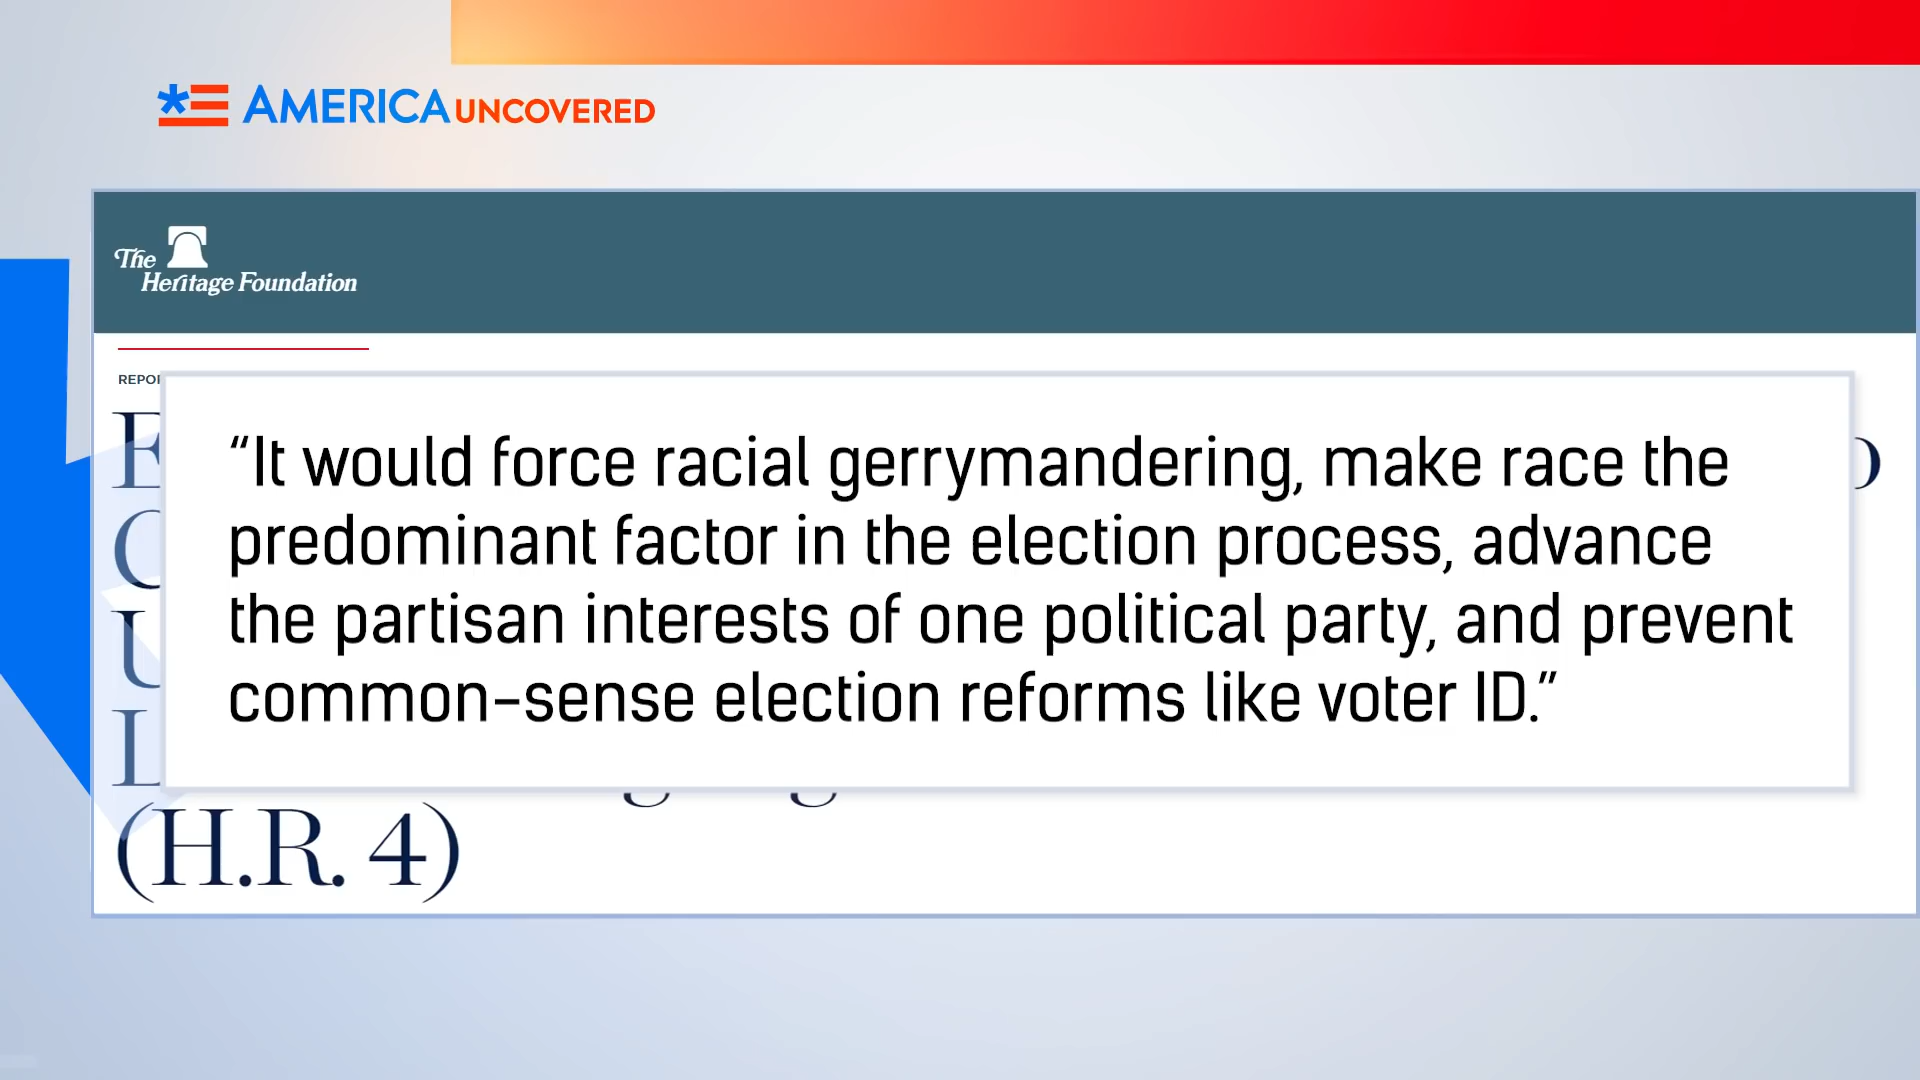 AMERICA UNCOVERED
The
Heritage Foundation
“It would force racial gerrymandering, make race the
predominant factor in the election process, advance
the partisan interests of one political party, and prevent
common-sense election reforms like voter ID.”
(H.R. 4)